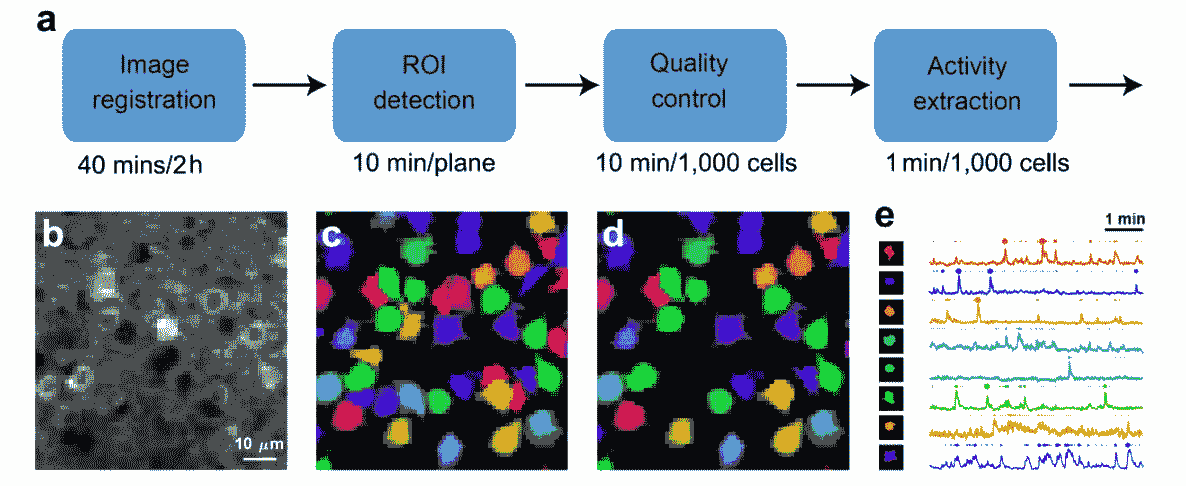 a
Image
registration
ROI
detection
Quality
control
Activity
extraction
40 mins/2h
10 min/plane
10 min/1,000 cells
1 min/1,000 cells
b
10 μm
c
d
e
1 min